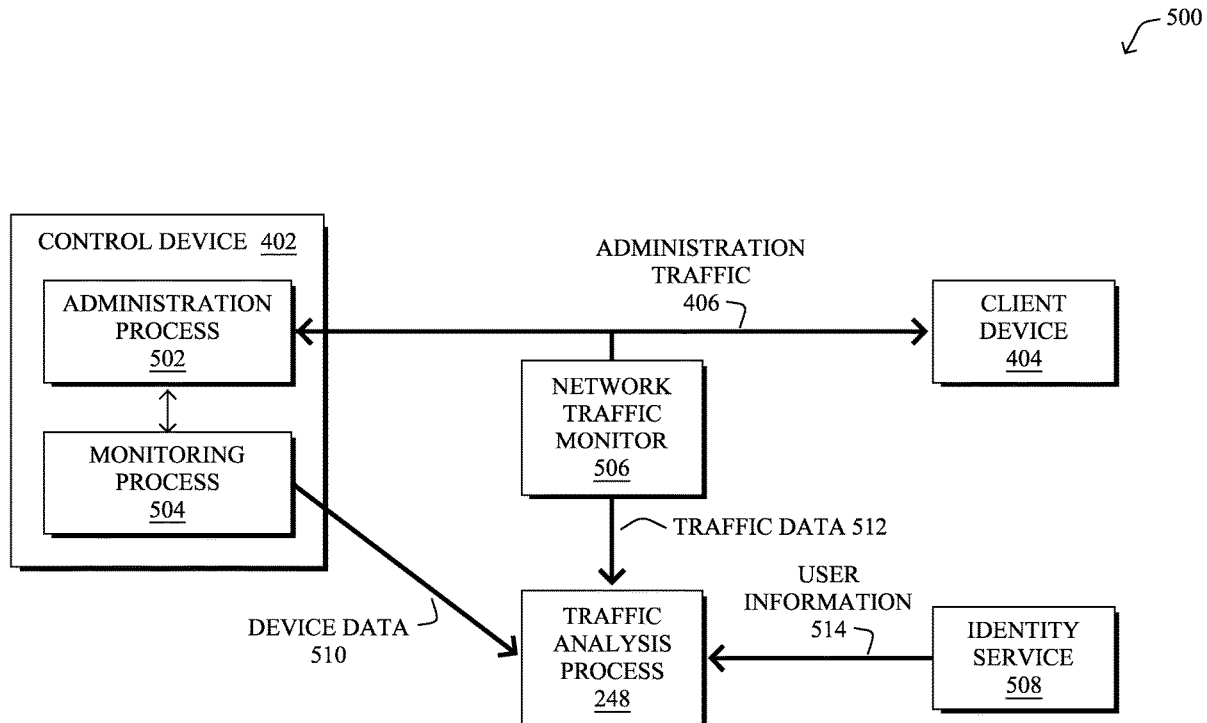 500
CONTROL DEVICE 402
ADMINISTRATION
PROCESS
502
MONITORING
PROCESS
504
ADMINISTRATION
TRAFFIC
406
CLIENT
DEVICE
404
NETWORK
TRAFFIC
MONITOR
506
TRAFFIC DATA 512
DEVICE DATA
510
TRAFFIC
ANALYSIS
PROCESS
248
USER
INFORMATION
514
IDENTITY
SERVICE
508